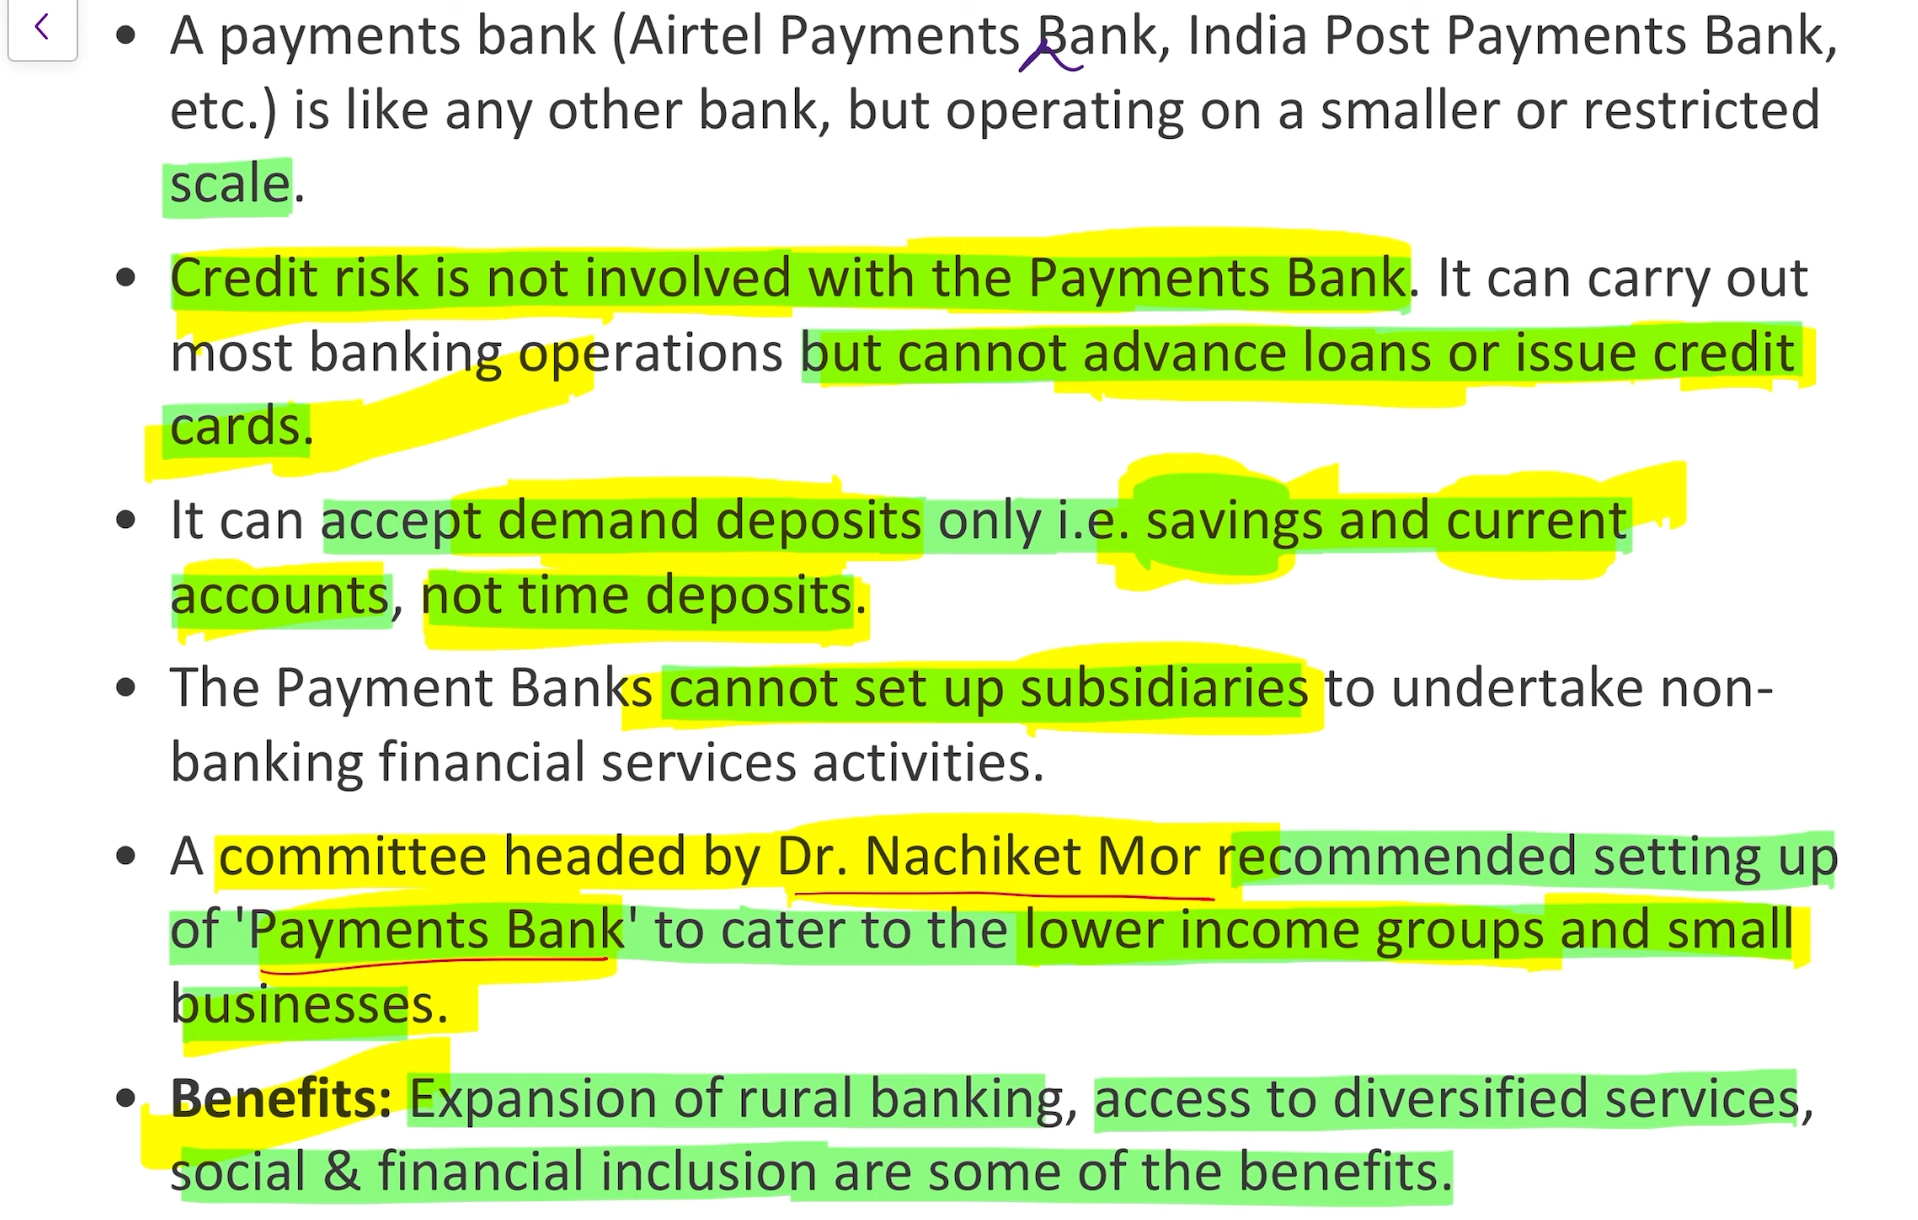 • A payments bank (Airtel Payments Bank, India Post Payments Bank,
etc.) is like any other bank, but operating on a smaller or restricted
scale.
• Credit risk is not involved with the Payments Bank. It can carry out
most banking operations but cannot advance loans or issue credit
cards.
• It can accept demand deposits only i.e. savings and current
accounts, not time deposits.
• The Payment Banks cannot set up subsidiaries to undertake non-
banking financial services activities.
• A committee headed by Dr. Nachiket Mor recommended setting up
of 'Payments Bank' to cater to the lower income groups and small
businesses.
• Benefits: Expansion of rural banking, access to diversified services,
social & financial inclusion are some of the benefits.